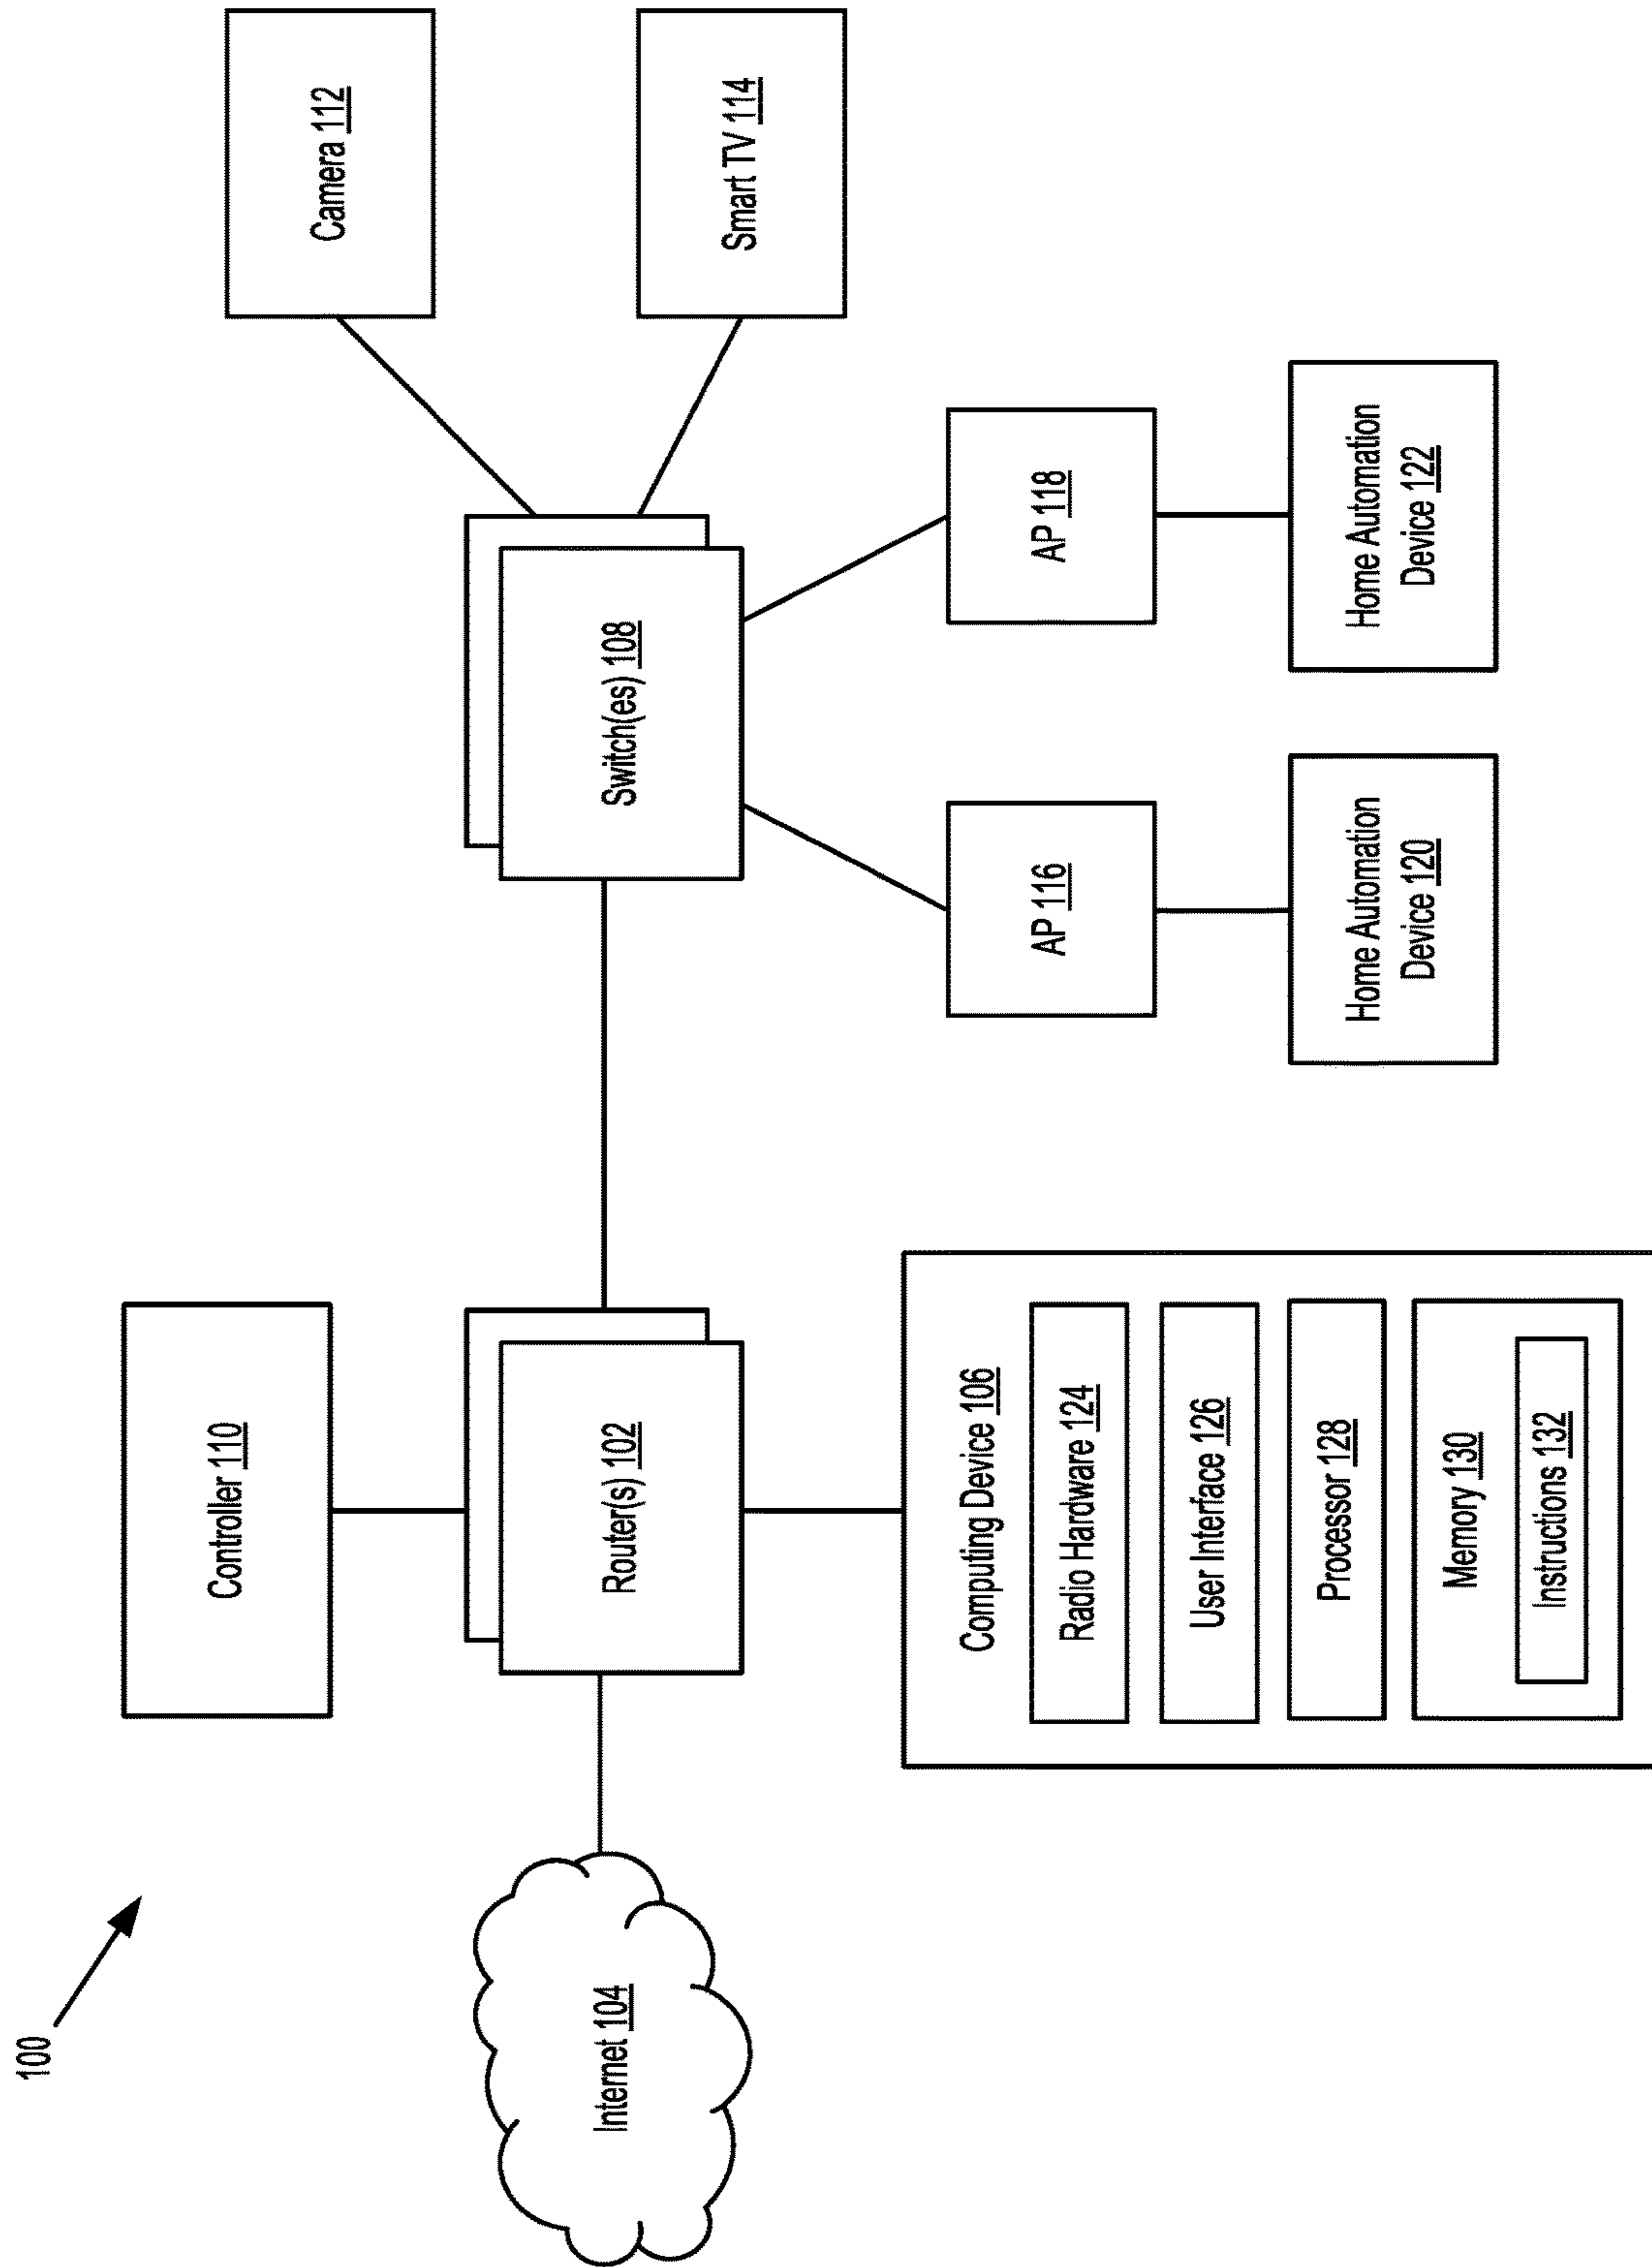 100
Controller 110
Camera 112
Internet 104
Router(s) 102
Switch(es) 108
Smart TV 114
Computing Device 106
Radio Hardware 124
User Interface 126
Processor 128
Memory 130
Instructions 132
AP 116
AP 118
Home Automation
Device 120
Home Automation
Device 122